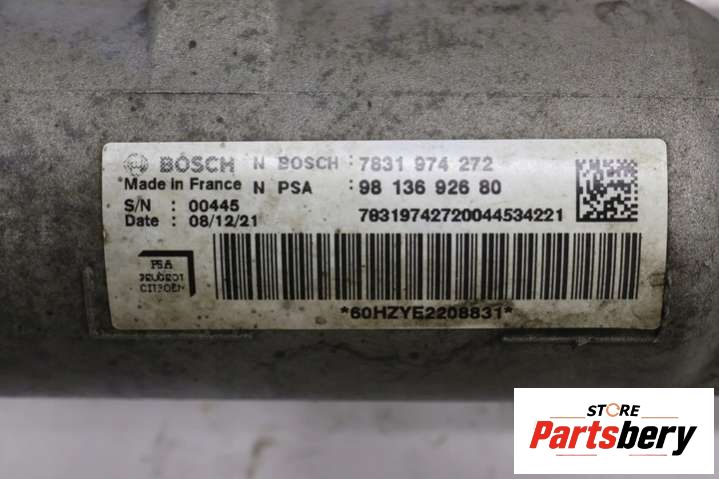 BOSCH N BOSCH : 7831 974 272
Made in France N PSA : 98 136 926 80
S/N : 00445
Date : 08/12/21 78319742720044534221
PSA
PEUGEOT
CITROËN
*60HZYE2208831*
STORE
Partsbery